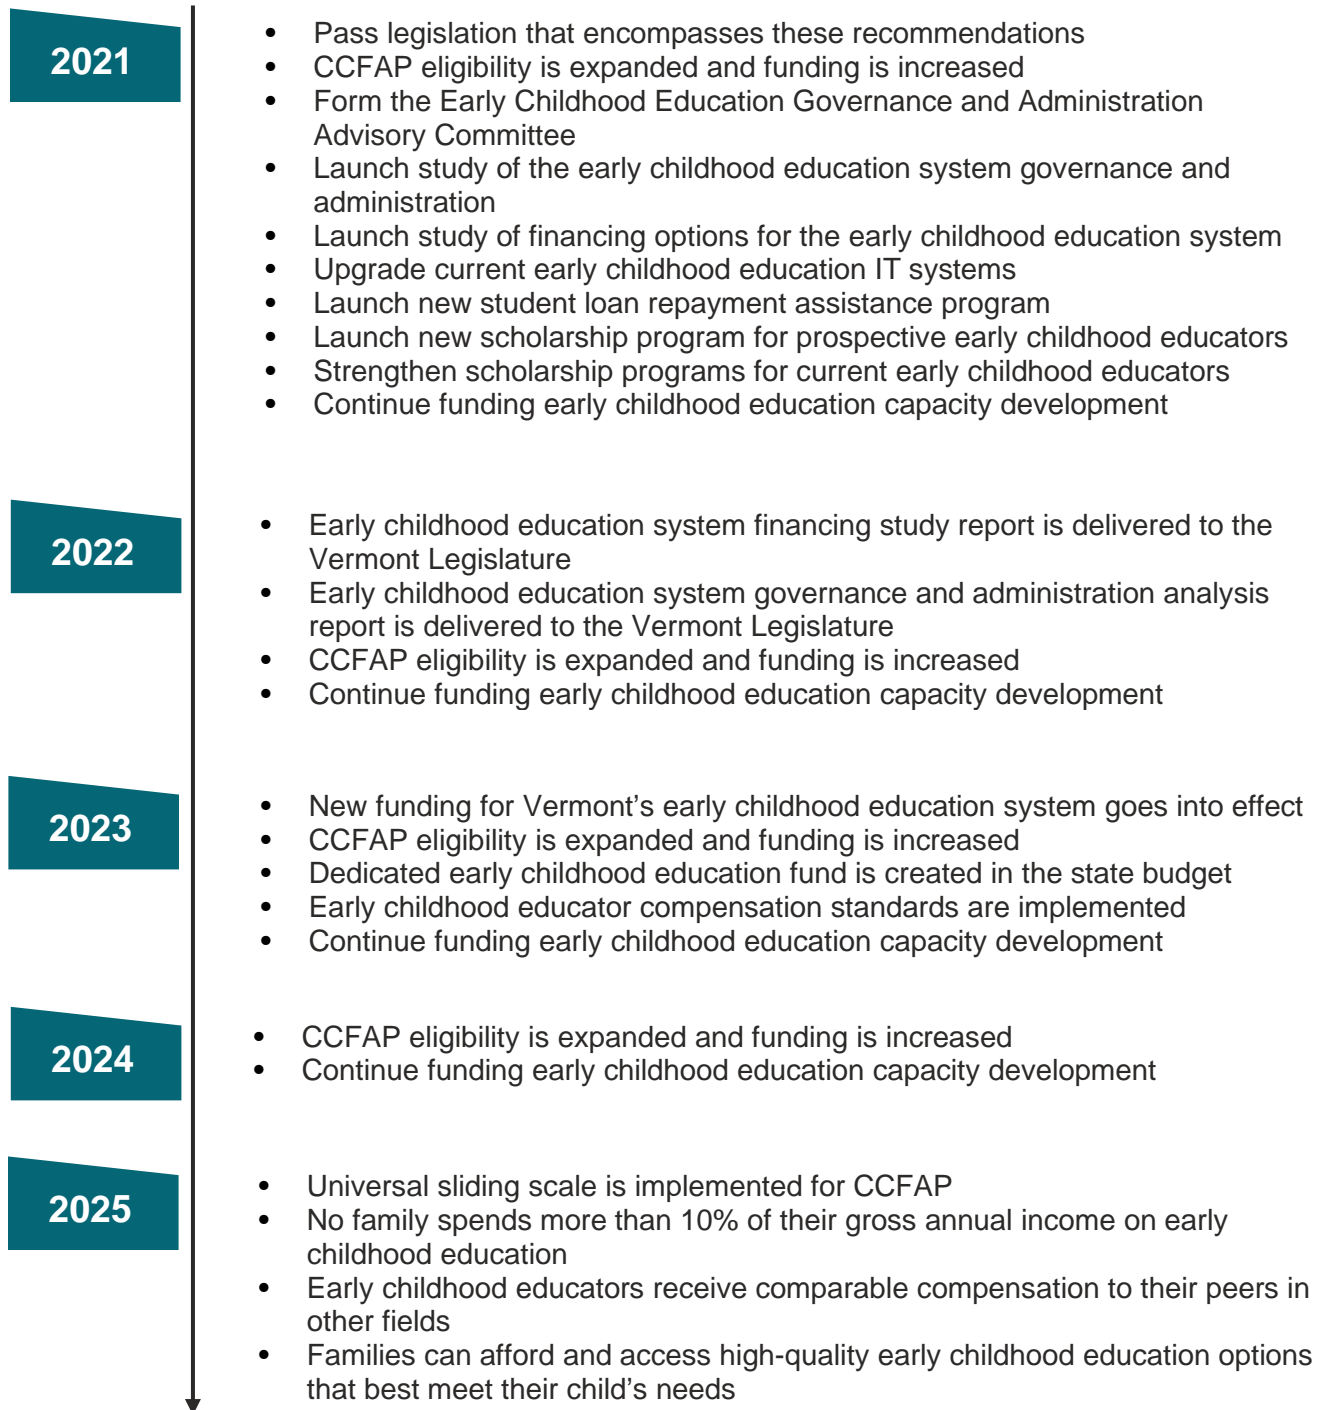 2021
• Pass legislation that encompasses these recommendations
• CCFAP eligibility is expanded and funding is increased
• Form the Early Childhood Education Governance and Administration
Advisory Committee
• Launch study of the early childhood education system governance and
administration
• Launch study of financing options for the early childhood education system
• Upgrade current early childhood education IT systems
• Launch new student loan repayment assistance program
• Launch new scholarship program for prospective early childhood educators
• Strengthen scholarship programs for current early childhood educators
• Continue funding early childhood education capacity development
2022
• Early childhood education system financing study report is delivered to the
Vermont Legislature
• Early childhood education system governance and administration analysis
report is delivered to the Vermont Legislature
• CCFAP eligibility is expanded and funding is increased
• Continue funding early childhood education capacity development
2023
• New funding for Vermont’s early childhood education system goes into effect
• CCFAP eligibility is expanded and funding is increased
• Dedicated early childhood education fund is created in the state budget
• Early childhood educator compensation standards are implemented
• Continue funding early childhood education capacity development
2024
• CCFAP eligibility is expanded and funding is increased
• Continue funding early childhood education capacity development
2025
• Universal sliding scale is implemented for CCFAP
• No family spends more than 10% of their gross annual income on early
childhood education
• Early childhood educators receive comparable compensation to their peers in
other fields
• Families can afford and access high-quality early childhood education options
that best meet their child’s needs